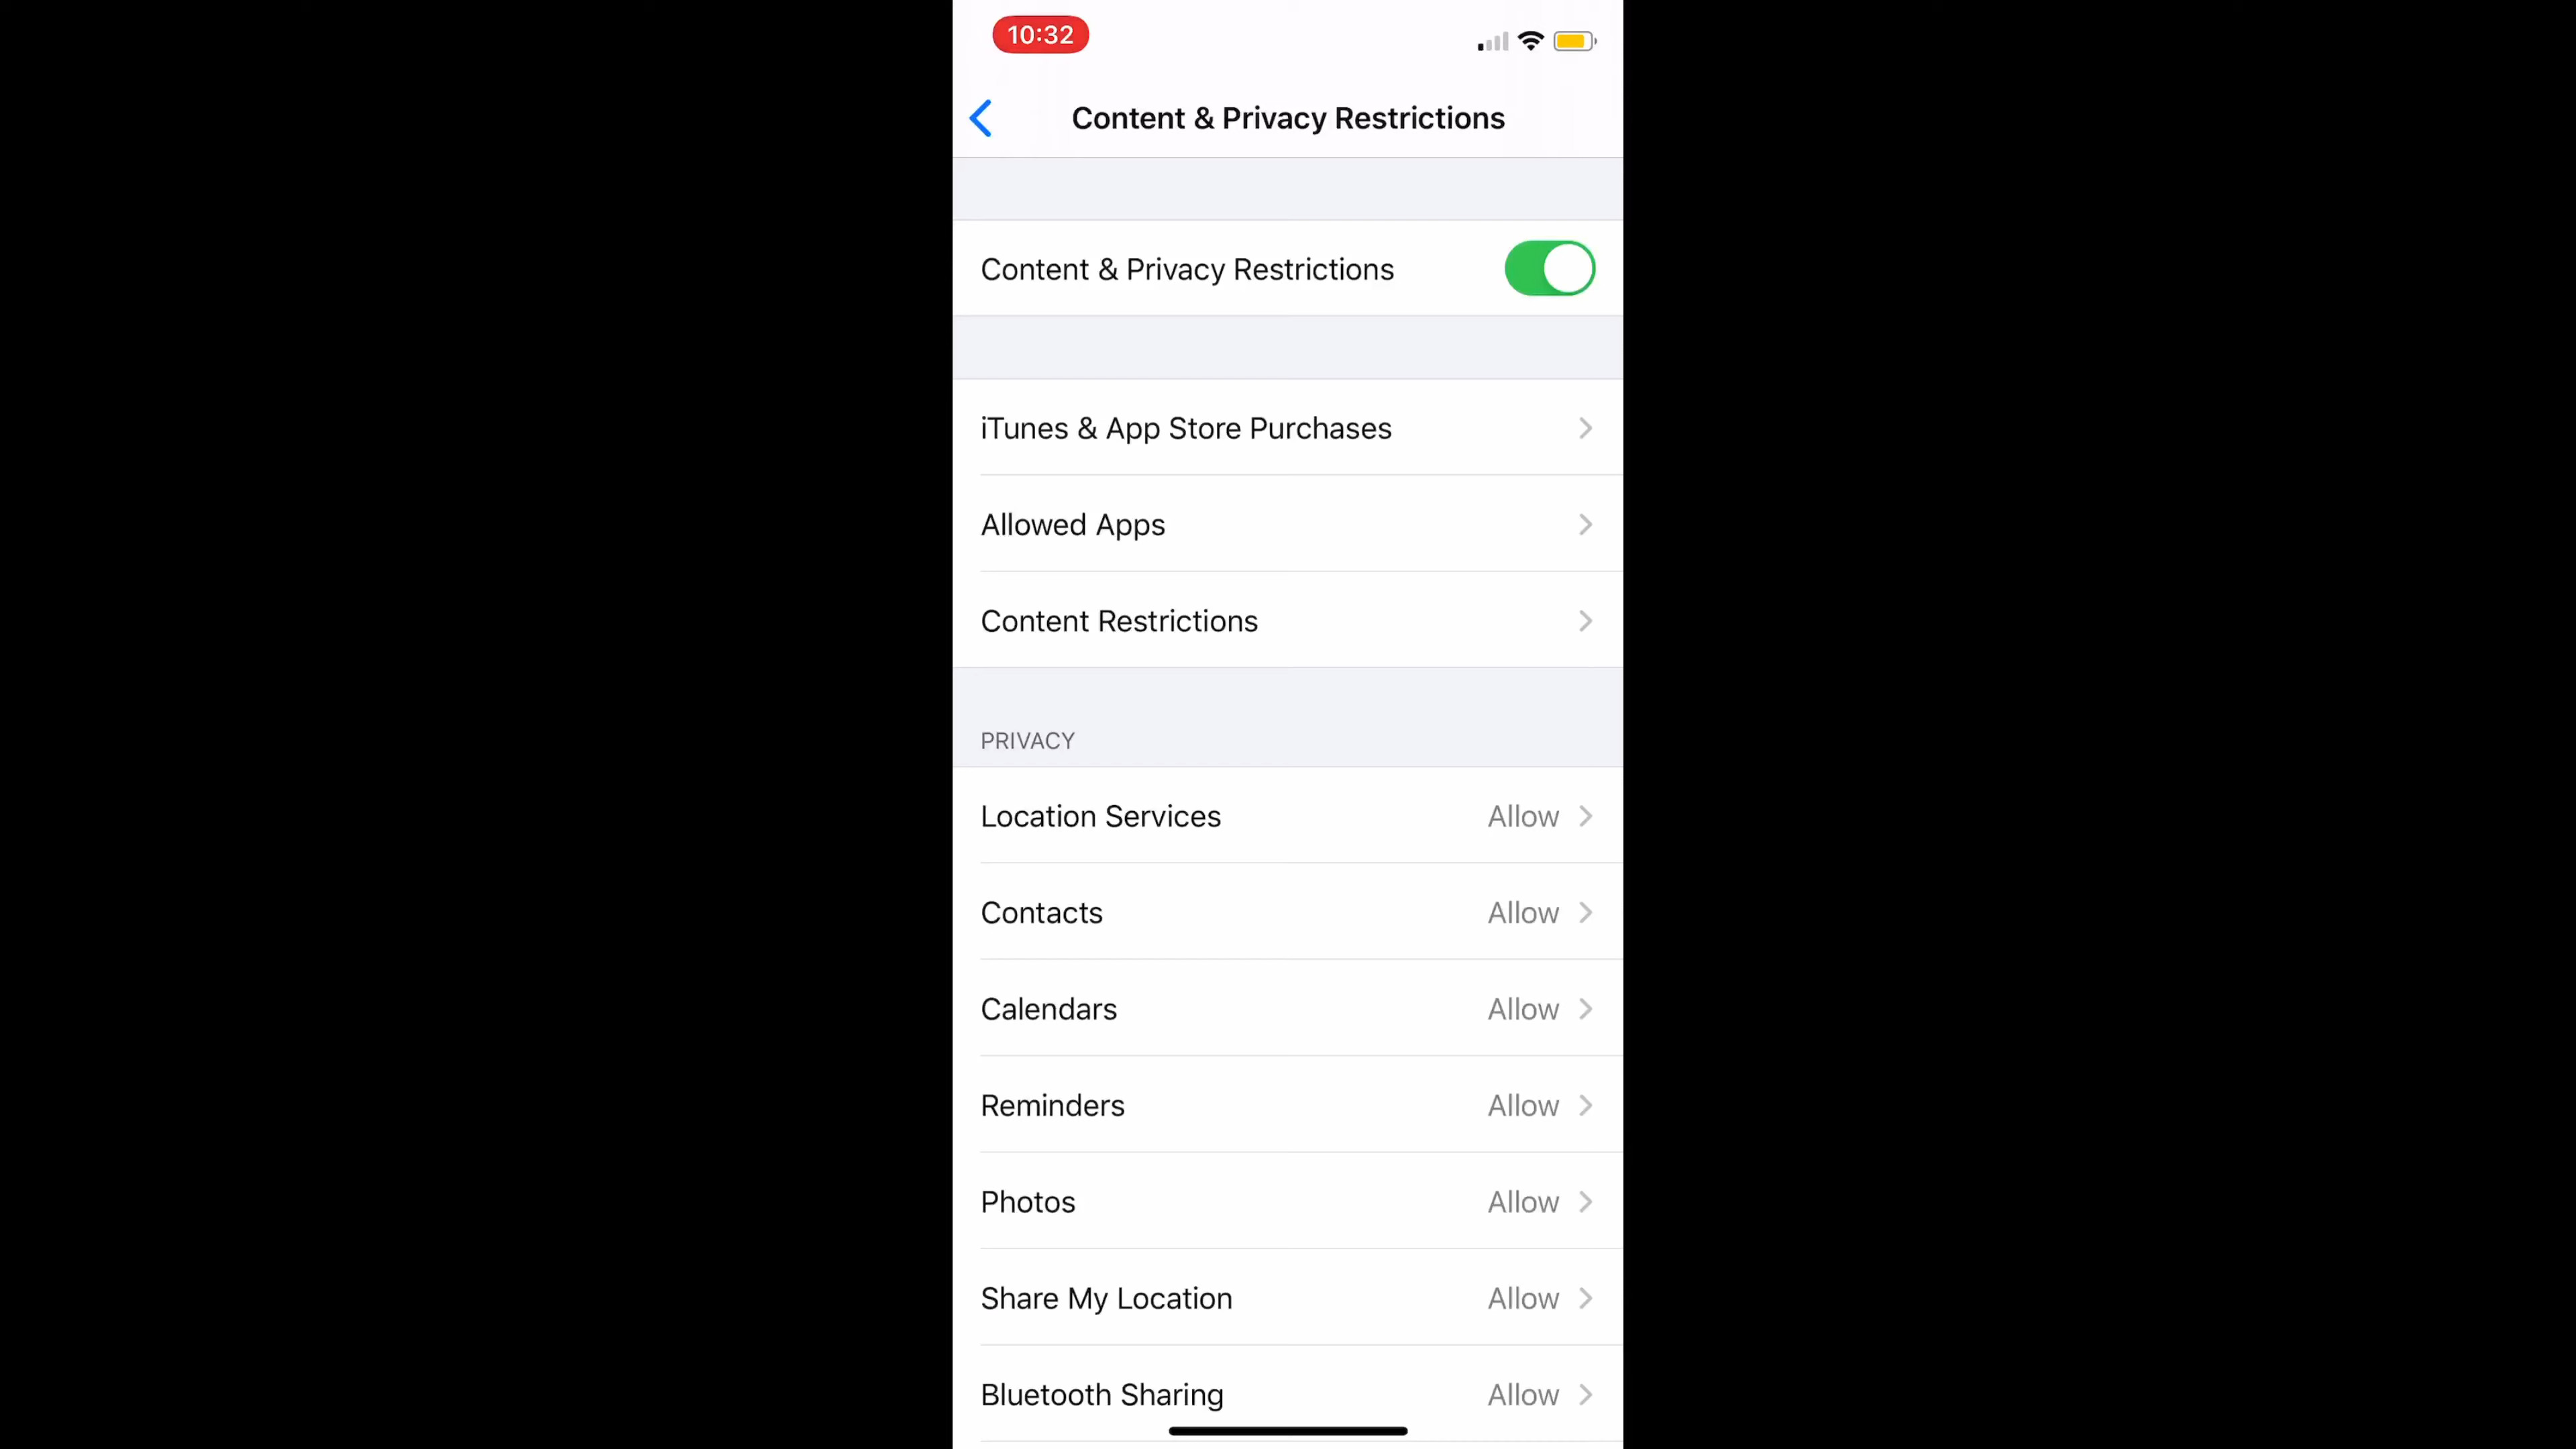 10:32
Content & Privacy Restrictions
Content & Privacy Restrictions
iTunes & App Store Purchases
Allowed Apps
Content Restrictions
PRIVACY
Location Services Allow
Contacts Allow
Calendars Allow
Reminders Allow
Photos Allow
Share My Location Allow
Bluetooth Sharing Allow